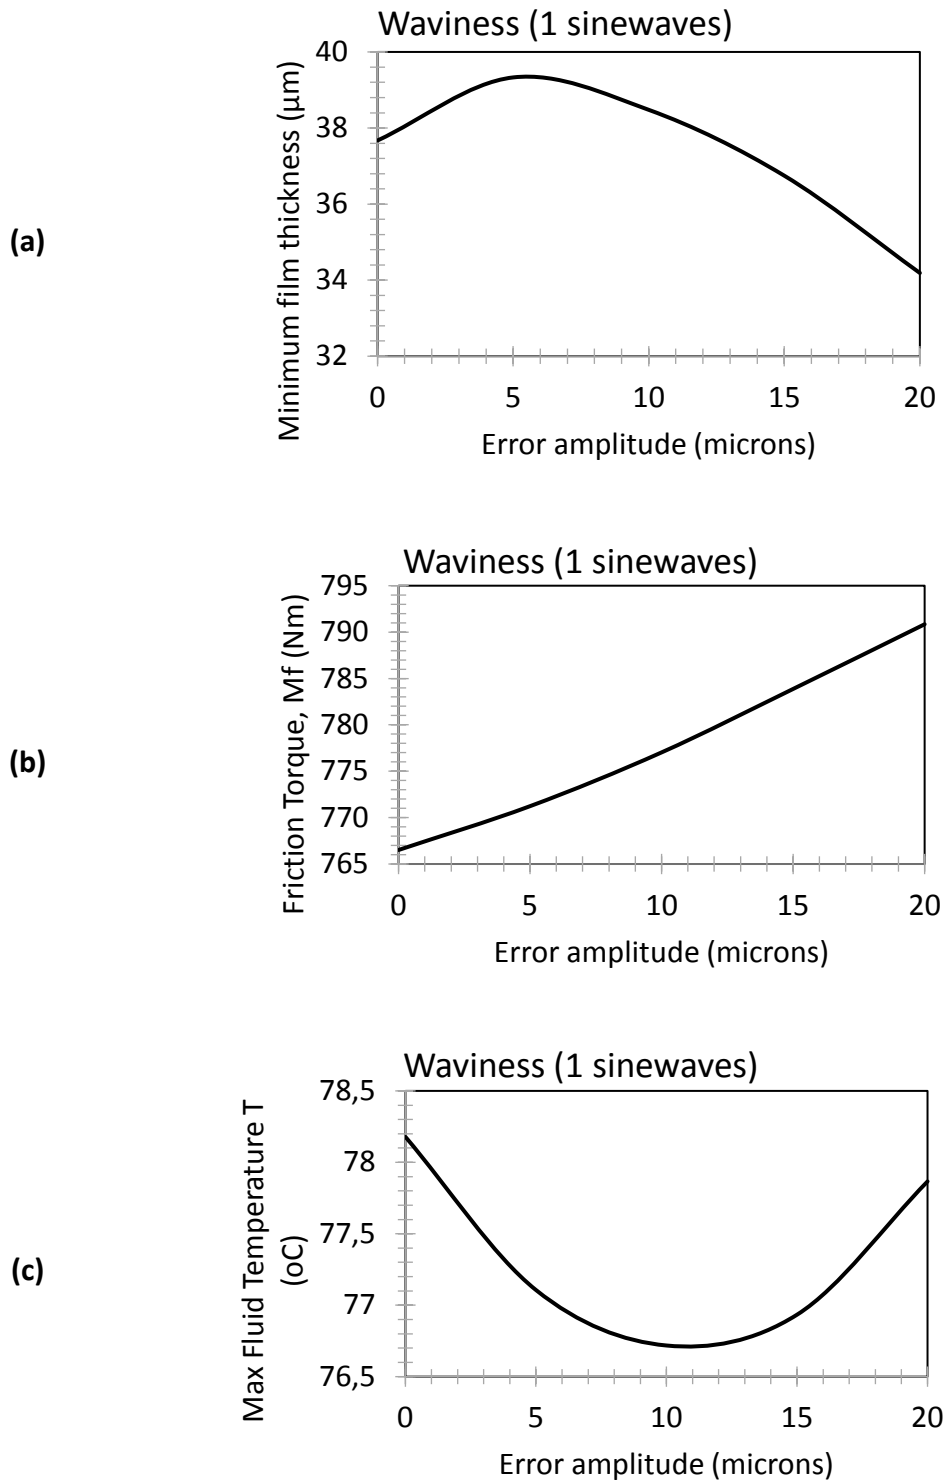 Waviness (1 sinewaves)
(a)
Minimum film thickness (µm)
40
38
36
34
32
0 5 10 15 20
Error amplitude (microns)
Waviness (1 sinewaves)
(b)
Friction Torque, Mf (Nm)
795
790
785
780
775
770
765
0 5 10 15 20
Error amplitude (microns)
Waviness (1 sinewaves)
(c)
Max Fluid Temperature T
(oC)
78,5
78
77,5
77
76,5
0 5 10 15 20
Error amplitude (microns)